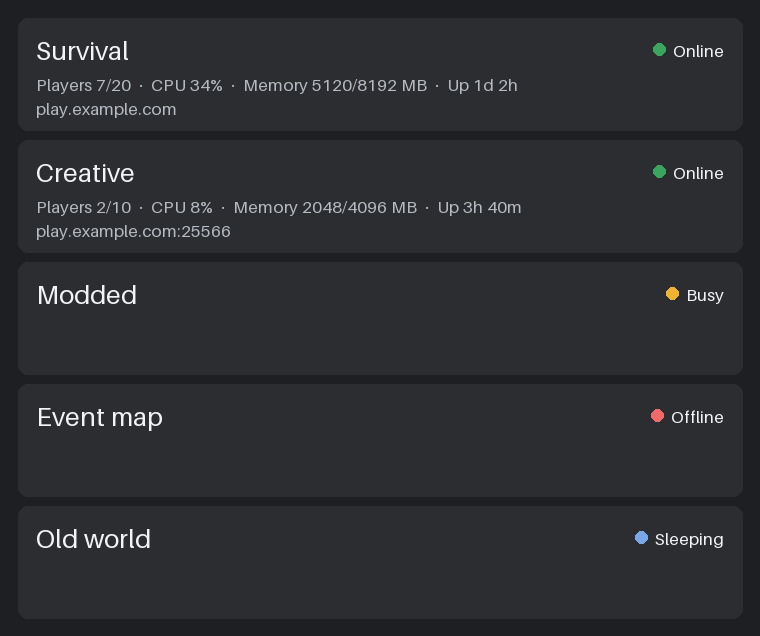 Survival
Online
Players 7/20 · CPU 34% · Memory 5120/8192 MB · Up 1d 2h
play.example.com
Creative
Online
Players 2/10 · CPU 8% · Memory 2048/4096 MB · Up 3h 40m
play.example.com:25566
Modded
Busy
Event map
Offline
Old world
Sleeping